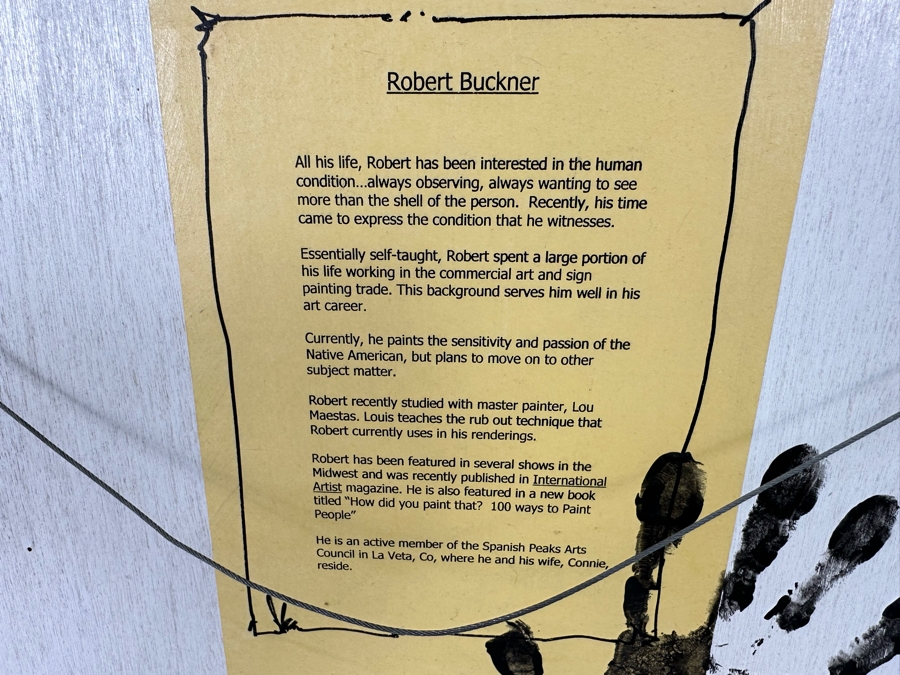 Robert Buckner
All his life, Robert has been interested in the human
condition...always observing, always wanting to see
more than the shell of the person. Recently, his time
came to express the condition that he witnesses.
Essentially self-taught, Robert spent a large portion of
his life working in the commercial art and sign
painting trade. This background serves him well in his
art career.
Currently, he paints the sensitivity and passion of the
Native American, but plans to move on to other
subject matter.
Robert recently studied with master painter, Lou
Maestas. Louis teaches the rub out technique that
Robert currently uses in his renderings.
Robert has been featured in several shows in the
Midwest and was recently published in International
Artist magazine. He is also featured in a new book
titled “How did you paint that? 100 ways to Paint
People”
He is an active member of the Spanish Peaks Arts
Council in La Veta, Co, where he and his wife, Connie,
reside.